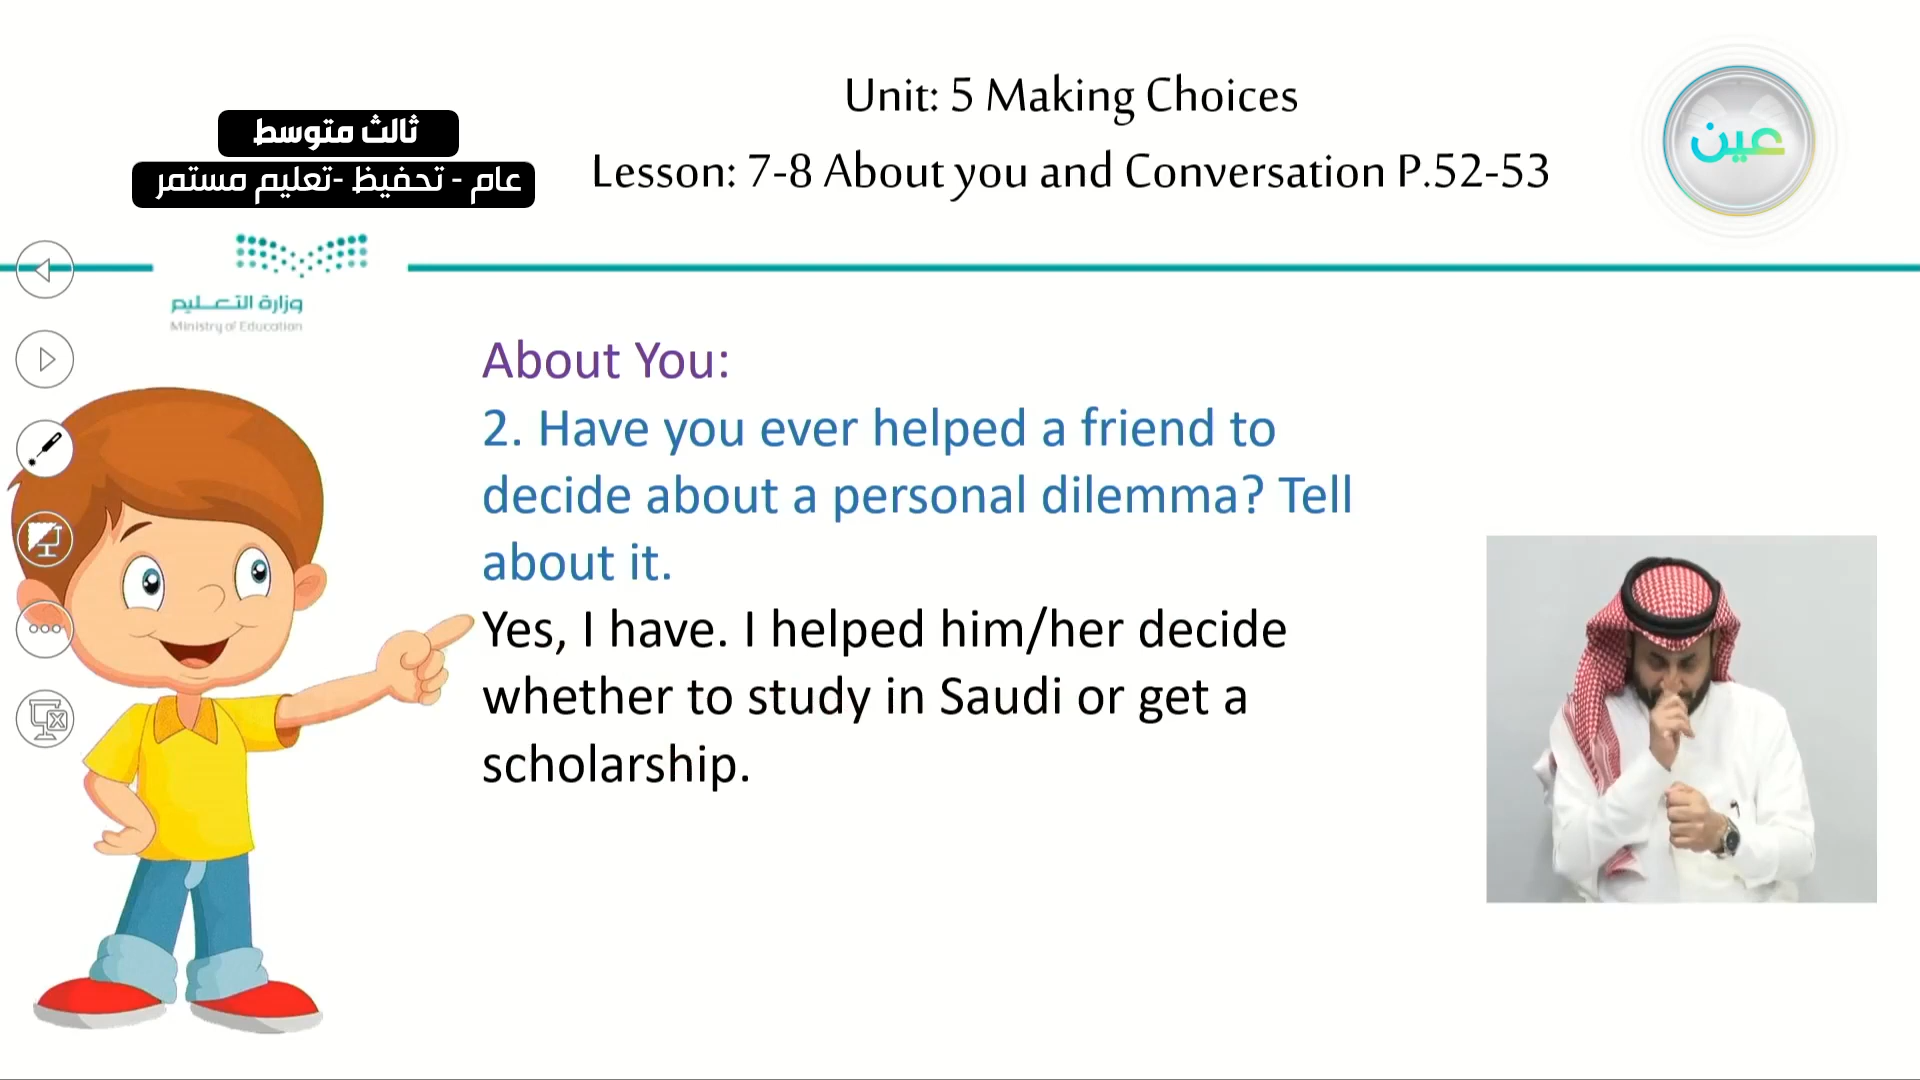 Unit: 5 Making Choices
Lesson: 7-8 About you and Conversation P.52-53
ثالث متوسط
عام - تحفيظ -تعليم مستمر
عين
وزارة التعليم
Ministry of Education
About You:
2. Have you ever helped a friend to
decide about a personal dilemma? Tell
about it.
Yes, I have. I helped him/her decide
whether to study in Saudi or get a
scholarship.